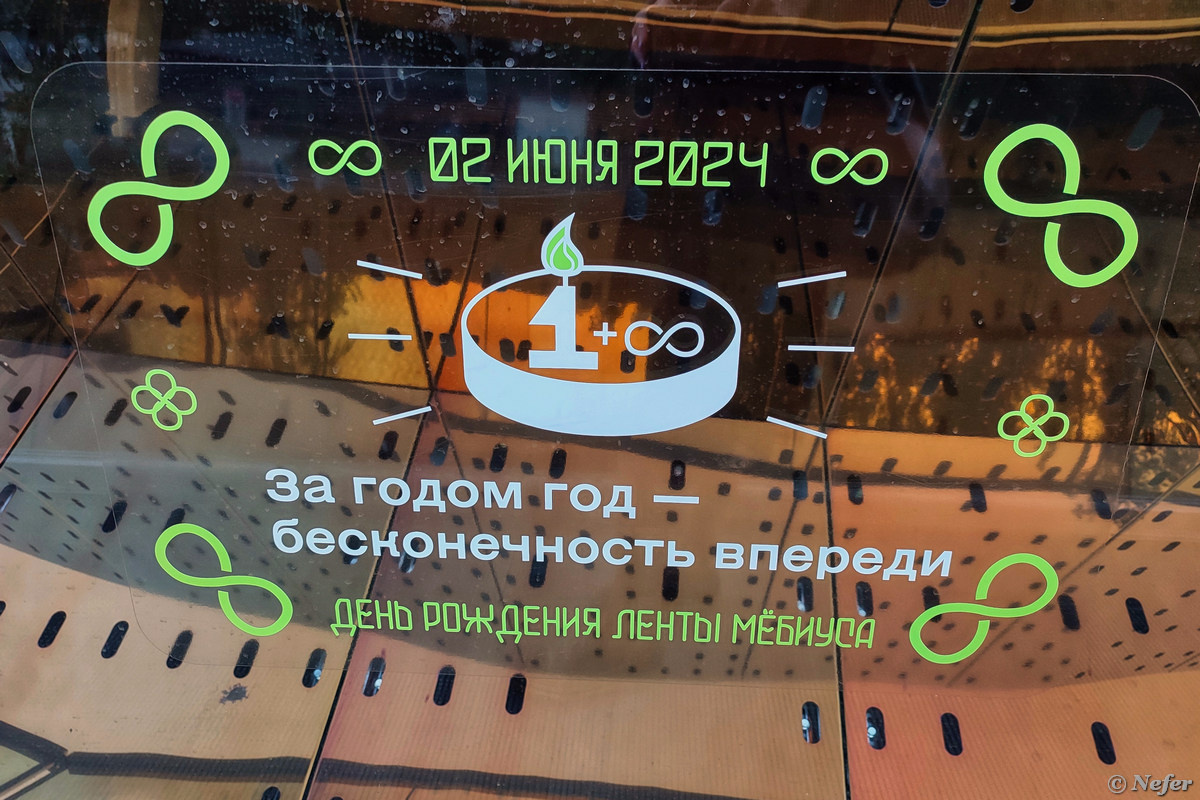 ∞ 02 ИЮНЯ 2024 ∞
1+∞
За годом год —
бесконечность впереди
ДЕНЬ РОЖДЕНИЯ ЛЕНТЫ МЁБИУСА
© Nefer